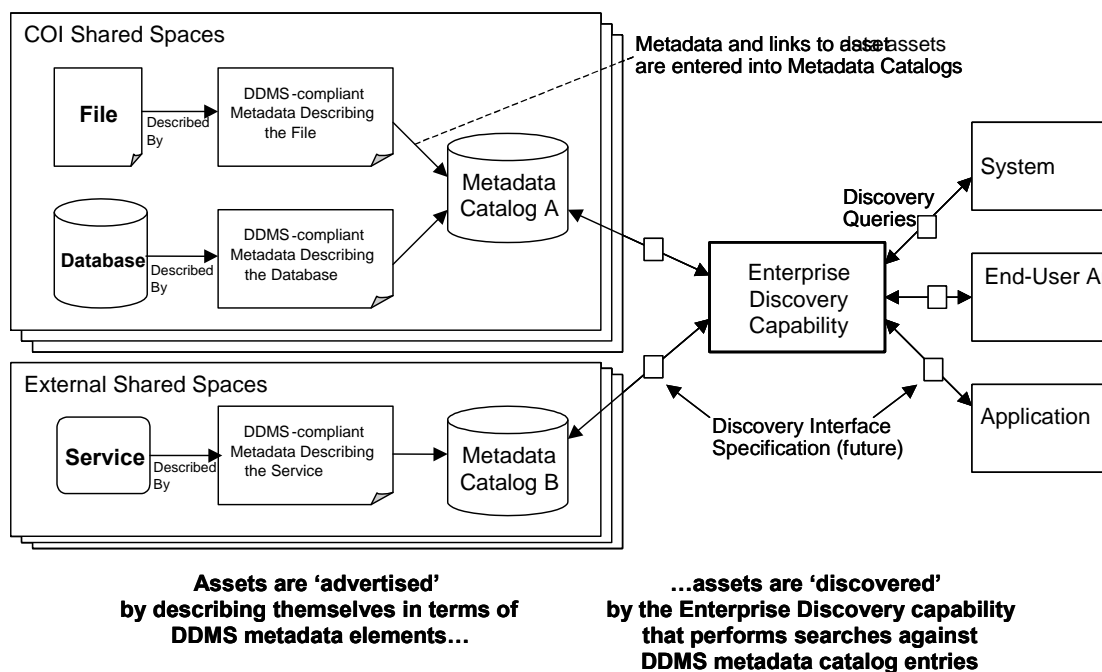 COI Shared Spaces
File
Described
By
DDMS-compliant
Metadata Describing
the File
Database
Described
By
DDMS-compliant
Metadata Describing
the Database
Metadata
Catalog A
Metadata and links to
assets
are entered into Metadata Catalogs
External Shared Spaces
Service
Described
By
DDMS-compliant
Metadata Describing
the Service
Metadata
Catalog B
Enterprise
Discovery
Capability
Discovery
Queries
System
End-User A
Application
Discovery Interface
Specification (future)
Assets are ‘advertised’
by describing themselves in terms of
DDMS metadata elements…
…assets are ‘discovered’
by the Enterprise Discovery capability
that performs searches against
DDMS metadata catalog entries